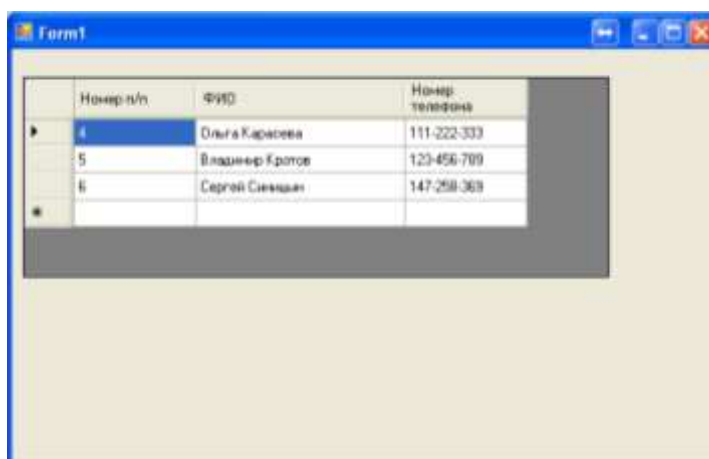 Form1
Номер п/п ФИО Номер телефона
4 Ольга Карасева 111-222-333
5 Владимир Кротов 123-456-789
6 Сергей 147-258-369